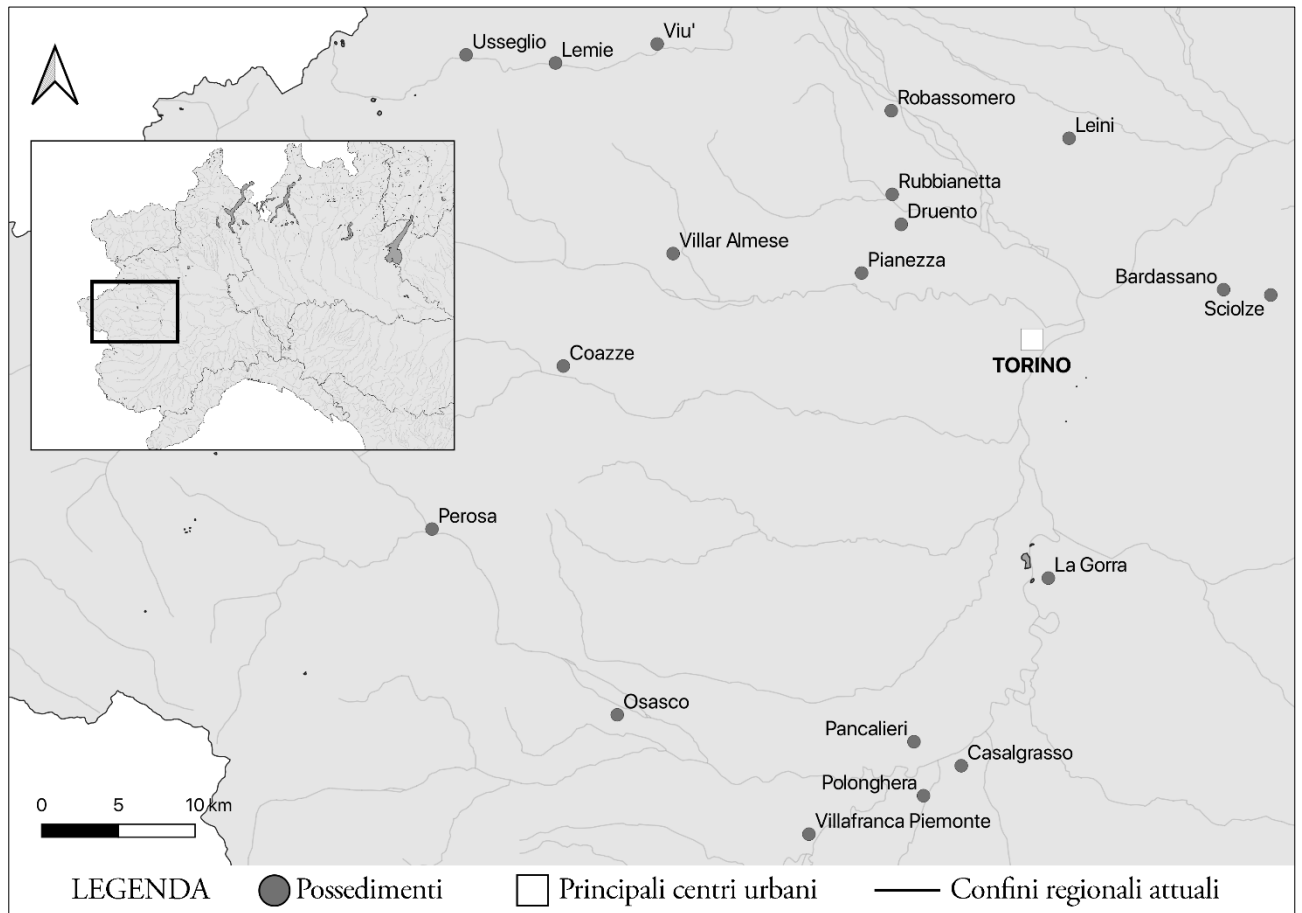 Viu'
Usseglio
Lemie
Robassomero
Leini
Rubbianetta
Druento
Villar Almese
Pianezza
Bardassano
Sciolze
TORINO
Coazze
Perosa
La Gorra
Osasco
Pancalieri
Casalgrasso
Polonghera
Villafranca Piemonte
0 5 10 km
LEGENDA Possedimenti Principali centri urbani Confini regionali attuali